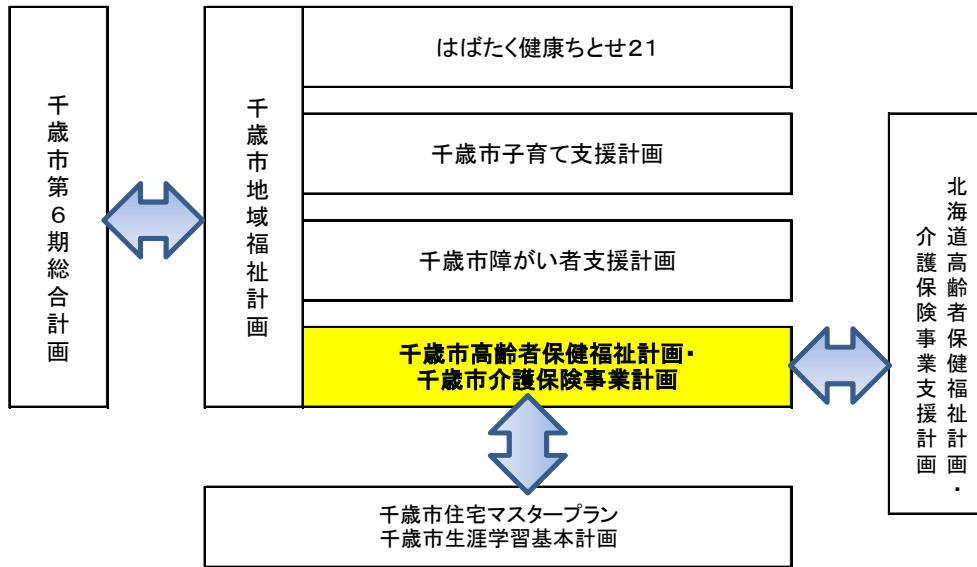 千歳市第6期総合計画
千歳市地域福祉計画
はばたく健康ちとせ21
千歳市子育て支援計画
千歳市障がい者支援計画
千歳市高齢者保健福祉計画・
千歳市介護保険事業計画
北海道高齢者保健福祉計画・
介護保険事業支援計画
千歳市住宅マスタープラン
千歳市生涯学習基本計画